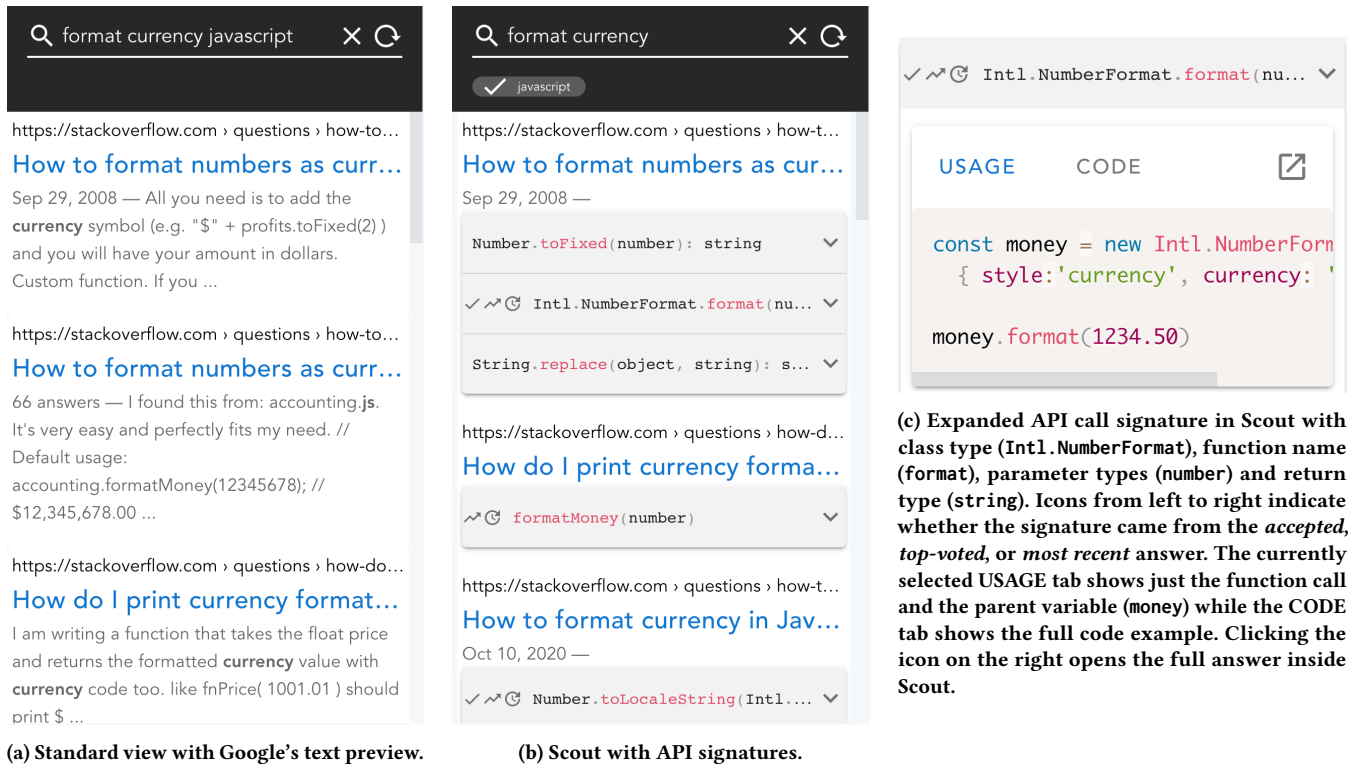 format currency javascript
https://stackoverflow.com › questions › how-to...
How to format numbers as curr...
Sep 29, 2008 — All you need is to add the
currency symbol (e.g. "$" + profits.toFixed(2) )
and you will have your amount in dollars.
Custom function. If you ...
https://stackoverflow.com › questions › how-to...
How to format numbers as curr...
66 answers — I found this from: accounting.js.
It's very easy and perfectly fits my need. //
Default usage:
accounting.formatMoney(12345678); //
$12,345,678.00 ...
https://stackoverflow.com › questions › how-do...
How do I print currency format...
I am writing a function that takes the float price
and returns the formatted currency value with
currency code too. like fnPrice( 1001.01 ) should
print $ ...
(a) Standard view with Google's text preview.
format currency
javascript
https://stackoverflow.com › questions › how-t...
How to format numbers as cur...
Sep 29, 2008 —
Number.toFixed(number): string
Intl.NumberFormat.format(nu...
String.replace(object, string): s...
https://stackoverflow.com › questions › how-d...
How do I print currency forma...
formatMoney(number)
https://stackoverflow.com › questions › how-t...
How to format currency in Jav...
Oct 10, 2020 —
Number.toLocaleString(Intl....
(b) Scout with API signatures.
Intl.NumberFormat.format(nu...
USAGE CODE
const money = new Intl.NumberForm
{ style:'currency', currency: '
money.format(1234.50)
(c) Expanded API call signature in Scout with
class type (Intl.NumberFormat), function name
(format), parameter types (number) and return
type (string). Icons from left to right indicate
whether the signature came from the accepted,
top-voted, or most recent answer. The currently
selected USAGE tab shows just the function call
and the parent variable (money) while the CODE
tab shows the full code example. Clicking the
icon on the right opens the full answer inside
Scout.